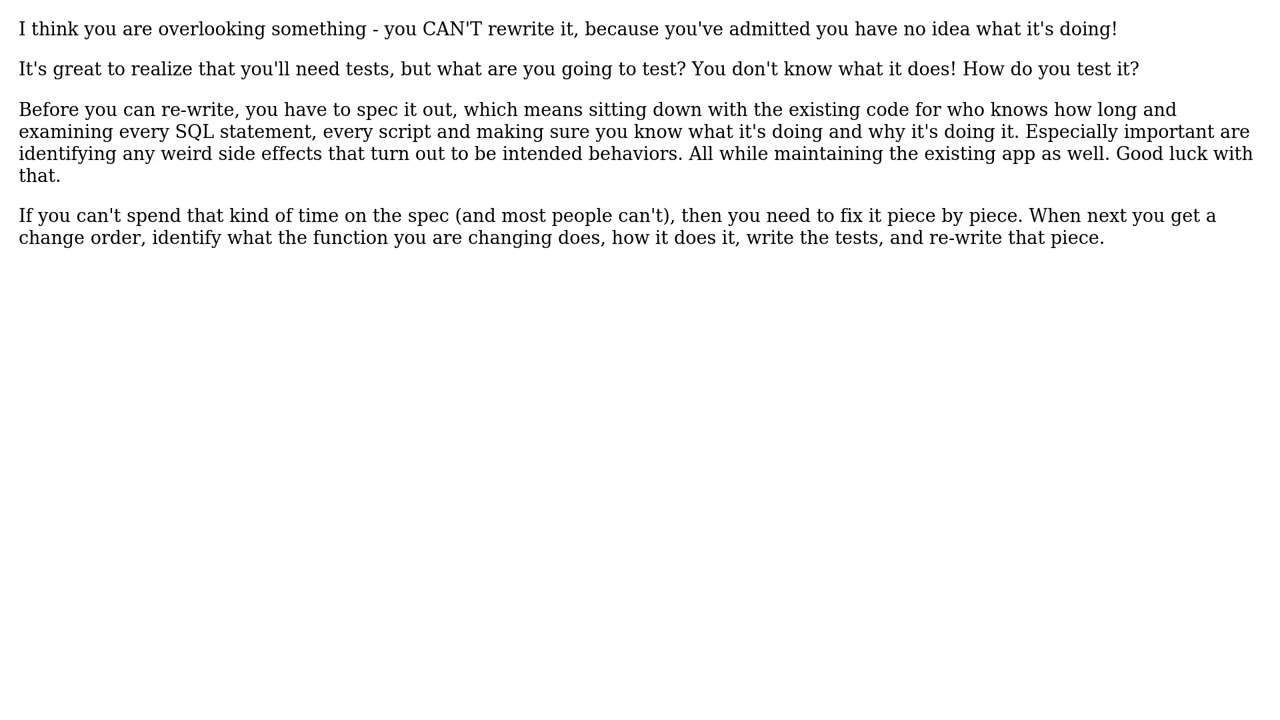 I think you are overlooking something - you CAN'T rewrite it, because you've admitted you have no idea what it's doing!
It's great to realize that you'll need tests, but what are you going to test? You don't know what it does! How do you test it?
Before you can re-write, you have to spec it out, which means sitting down with the existing code for who knows how long and
examining every SQL statement, every script and making sure you know what it's doing and why it's doing it. Especially important are
identifying any weird side effects that turn out to be intended behaviors. All while maintaining the existing app as well. Good luck with
that.
If you can't spend that kind of time on the spec (and most people can't), then you need to fix it piece by piece. When next you get a
change order, identify what the function you are changing does, how it does it, write the tests, and re-write that piece.